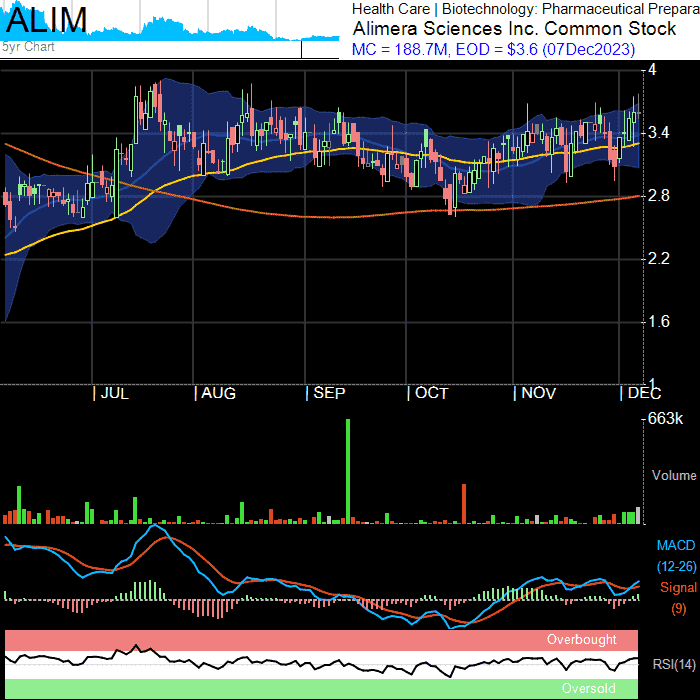 ALIM
5yr Chart
Health Care | Biotechnology: Pharmaceutical Prepara
Alimera Sciences Inc. Common Stock
MC = 188.7M, EOD = $3.6 (07Dec2023)
4
3.4
2.8
2.2
1.6
1
| JUL | AUG | SEP | OCT | NOV | DEC
663k
Volume
MACD
(12-26)
Signal
(9)
Overbought
RSI(14)
Oversold